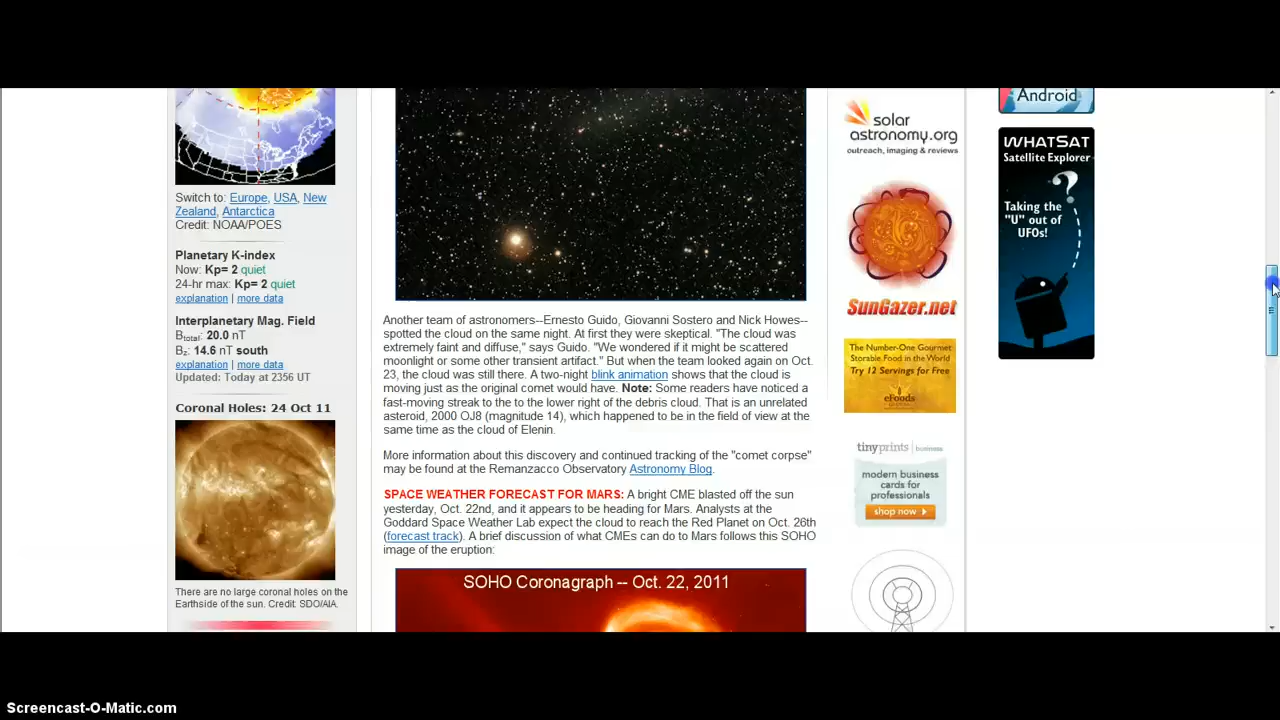 Switch to: Europe, USA, New
Zealand, Antarctica
Credit: NOAA/POES
Planetary K-index
Now: Kp= 2 quiet
24-hr max: Kp= 2 quiet
explanation | more data
Interplanetary Mag. Field
Btotal: 20.0 nT
Bz: 14.6 nT south
explanation | more data
Updated: Today at 2356 UT
Coronal Holes: 24 Oct 11
There are no large coronal holes on the
Earthside of the sun. Credit: SDO/AIA.
Another team of astronomers--Ernesto Guido, Giovanni Sostero and Nick Howes--
spotted the cloud on the same night. At first they were skeptical. "The cloud was
extremely faint and diffuse," says Guido. "We wondered if it might be scattered
moonlight or some other transient artifact." But when the team looked again on Oct.
23, the cloud was still there. A two-night blink animation shows that the cloud is
moving just as the original comet would have. Note: Some readers have noticed a
fast-moving streak to the to the lower right of the debris cloud. That is an unrelated
asteroid, 2000 OJ8 (magnitude 14), which happened to be in the field of view at the
same time as the cloud of Elenin.
More information about this discovery and continued tracking of the "comet corpse"
may be found at the Remanzacco Observatory Astronomy Blog.
SPACE WEATHER FORECAST FOR MARS: A bright CME blasted off the sun
yesterday, Oct. 22nd, and it appears to be heading for Mars. Analysts at the
Goddard Space Weather Lab expect the cloud to reach the Red Planet on Oct. 26th
(forecast track). A brief discussion of what CMEs can do to Mars follows this SOHO
image of the eruption:
SOHO Coronagraph -- Oct. 22, 2011
solar
astronomy.org
outreach, imaging & reviews
SunGazer.net
The Number-One Gourmet
Storable Food in the World
Try 12 Servings for Free
eFoods
tinyprints | business
modern business
cards for
professionals
shop now
Android
WHATSAT
Satellite Explorer
?
Taking the
"U" out of
UFOs!
Screencast-O-Matic.com